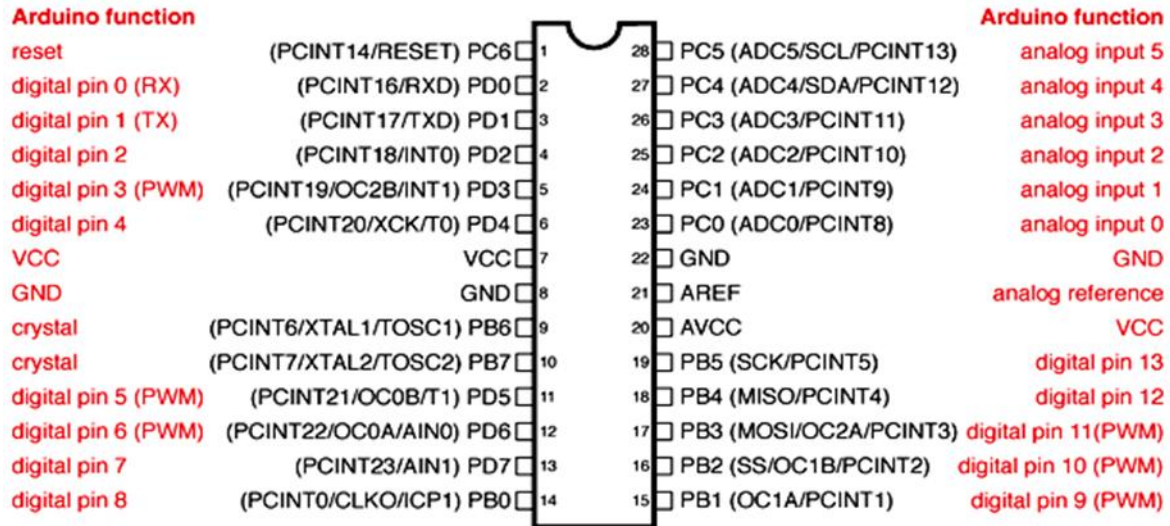 Arduino function Arduino function
reset (PCINT14/RESET) PC6 1 28 PC5 (ADC5/SCL/PCINT13) analog input 5
digital pin 0 (RX) (PCINT16/RXD) PD0 2 27 PC4 (ADC4/SDA/PCINT12) analog input 4
digital pin 1 (TX) (PCINT17/TXD) PD1 3 26 PC3 (ADC3/PCINT11) analog input 3
digital pin 2 (PCINT18/INT0) PD2 4 25 PC2 (ADC2/PCINT10) analog input 2
digital pin 3 (PWM) (PCINT19/OC2B/INT1) PD3 5 24 PC1 (ADC1/PCINT9) analog input 1
digital pin 4 (PCINT20/XCK/T0) PD4 6 23 PC0 (ADC0/PCINT8) analog input 0
VCC VCC 7 22 GND GND
GND GND 8 21 AREF analog reference
crystal (PCINT6/XTAL1/TOSC1) PB6 9 20 AVCC VCC
crystal (PCINT7/XTAL2/TOSC2) PB7 10 19 PB5 (SCK/PCINT5) digital pin 13
digital pin 5 (PWM) (PCINT21/OC0B/T1) PD5 11 18 PB4 (MISO/PCINT4) digital pin 12
digital pin 6 (PWM) (PCINT22/OC0A/AIN0) PD6 12 17 PB3 (MOSI/OC2A/PCINT3) digital pin 11(PWM)
digital pin 7 (PCINT23/AIN1) PD7 13 16 PB2 (SS/OC1B/PCINT2) digital pin 10 (PWM)
digital pin 8 (PCINT0/CLKO/ICP1) PB0 14 15 PB1 (OC1A/PCINT1) digital pin 9 (PWM)